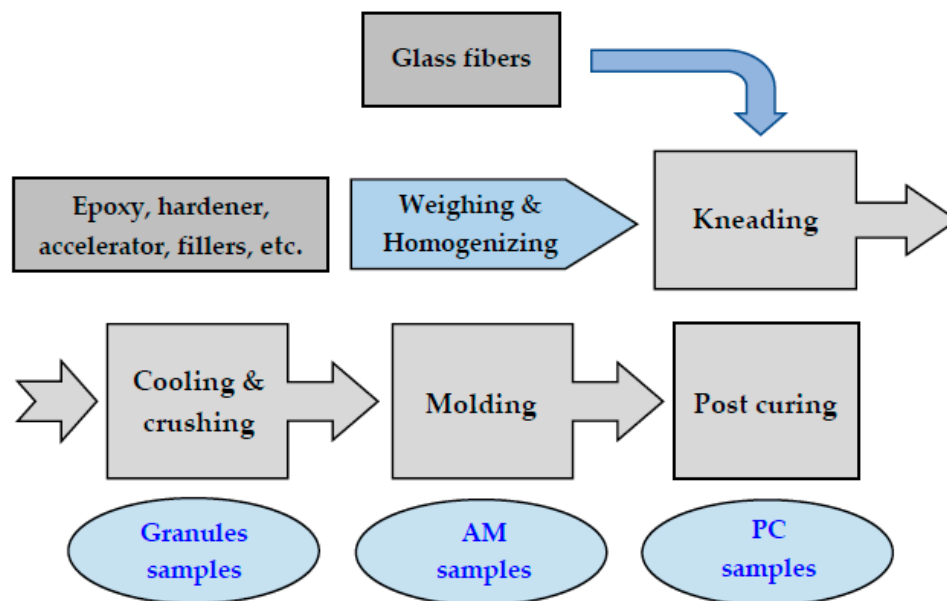 Glass fibers
Epoxy, hardener,
accelerator, fillers, etc.
Weighing &
Homogenizing
Kneading
Cooling &
crushing
Molding
Post curing
Granules
samples
AM
samples
PC
samples